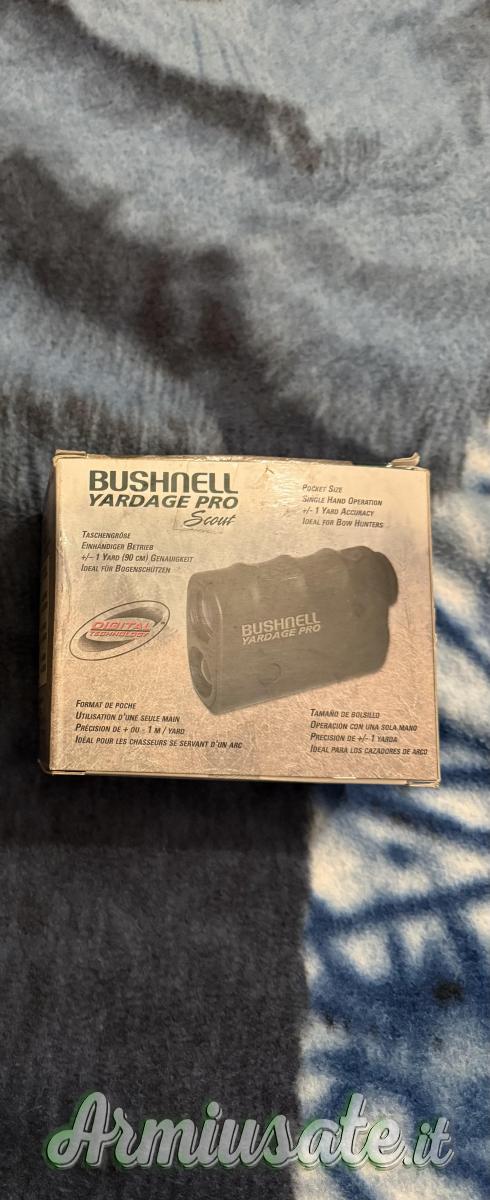 BUSHNELL
YARDAGE PRO
Scout
POCKET SIZE
SINGLE HAND OPERATION
+/- 1 YARD ACCURACY
IDEAL FOR BOW HUNTERS
TASCHENGRÖßE
EINHÄNDIGER BETRIEB
+/- 1 YARD (90 CM) GENAUIGKEIT
IDEAL FÜR BOGENSCHÜTZEN
DIGITAL
TECHNOLOGY
BUSHNELL
YARDAGE PRO
FORMAT DE POCHE
UTILISATION D'UNE SEULE MAIN
PRÉCISION DE + OU - 1 M / YARD
IDÉAL POUR LES CHASSEURS SE SERVANT D'UN ARC
TAMAÑO DE BOLSILLO
OPERACIÓN CON UNA SOLA MANO
PRECISION DE +/- 1 YARDA
IDEAL PARA LOS CAZADORES DE ARCO
Armiusate.it